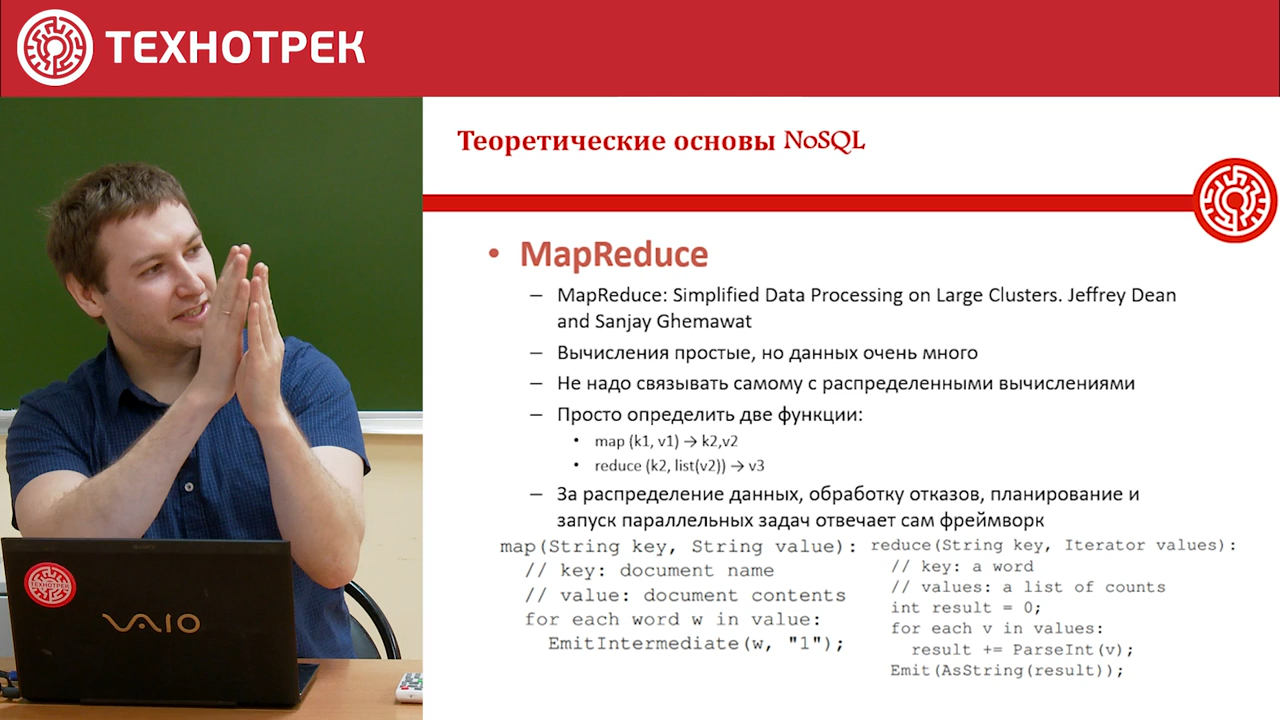 ТЕХНОТРЕК
Теоретические основы NoSQL
• MapReduce
– MapReduce: Simplified Data Processing on Large Clusters. Jeffrey Dean
and Sanjay Ghemawat
– Вычисления простые, но данных очень много
– Не надо связывать самому с распределенными вычислениями
– Просто определить две функции:
• map (k1, v1) → k2,v2
• reduce (k2, list(v2)) → v3
– За распределение данных, обработку отказов, планирование и
запуск параллельных задач отвечает сам фреймворк
map(String key, String value):
// key: document name
// value: document contents
for each word w in value:
EmitIntermediate(w, "1");
reduce(String key, Iterator values):
// key: a word
// values: a list of counts
int result = 0;
for each v in values:
result += ParseInt(v);
Emit(AsString(result));
ТЕХНОТРЕК
VAIO